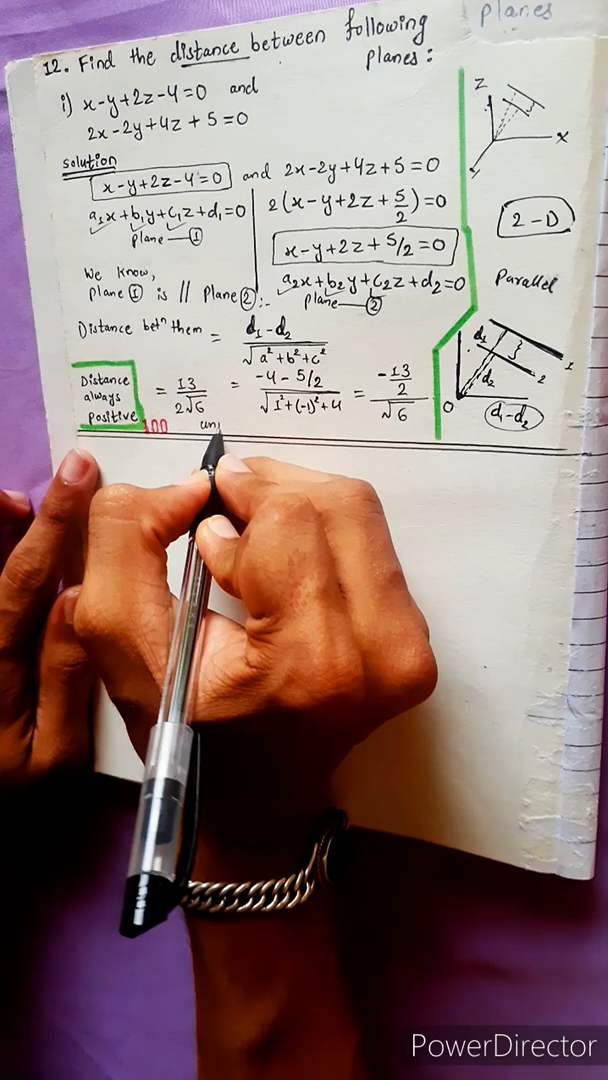 planes
12. Find the distance between following
planes:
i) x-y+2z-4=0 and
2x-2y+4z+5=0
solution
x-y+2z-4=0 and 2x-2y+4z+5=0
a₁x+b₁y+c₁z+d₁=0
plane—①
2(x-y+2z+5/2)=0
x-y+2z+5/2=0
a₂x+b₂y+c₂z+d₂=0
plane—②
We know,
plane ① is // plane ②:-
Distance betⁿ them = d₁-d₂/√a²+b²+c²
= -4-5/2/√1²+(-1)²+4 = -13/2/√6
= 13/2√6
Distance
always
positive
100
un
Z
X
Y
2-D
Parallel
d₁
d₂
1
2
O
d₁-d₂
PowerDirector